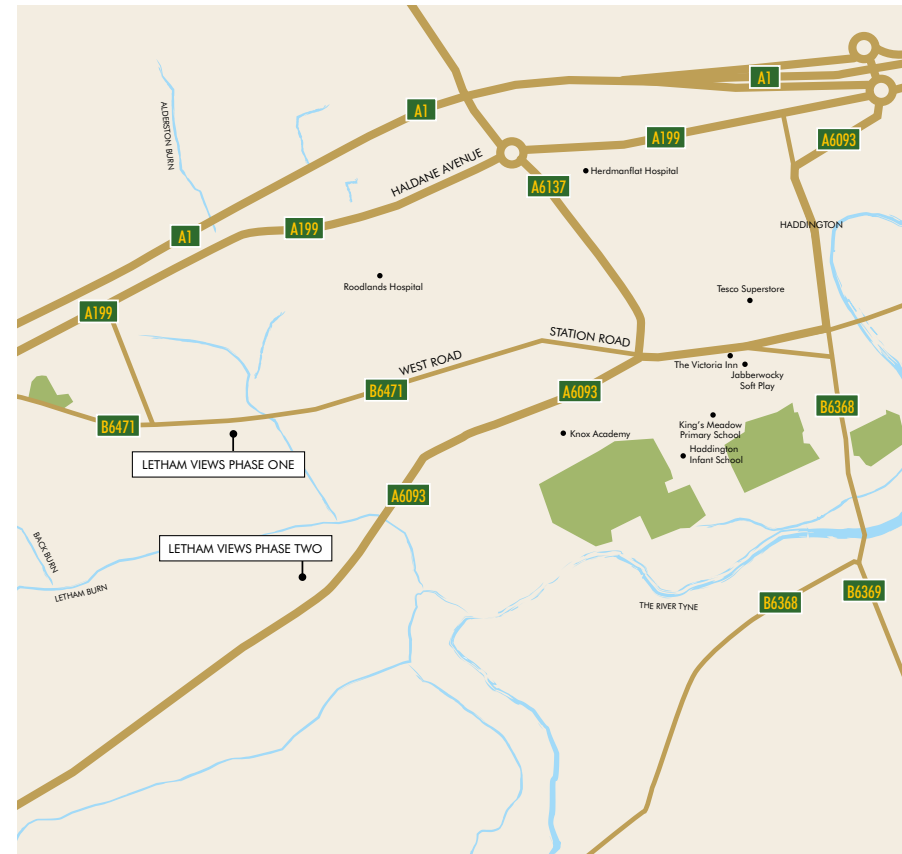 A1
A1
A199
A6093
ALDERSTON BURN
HALDANE AVENUE
Herdmanflat Hospital
A6137
HADDINGTON
A1
A199
Roodlands Hospital
Tesco Superstore
A199
STATION ROAD
WEST ROAD
The Victoria Inn
Jabberwocky
Soft Play
B6471
A6093
B6368
B6471
King's Meadow
Primary School
Knox Academy
Haddington
Infant School
LETHAM VIEWS PHASE ONE
A6093
LETHAM VIEWS PHASE TWO
BACK BURN
LETHAM BURN
THE RIVER TYNE
B6368
B6369